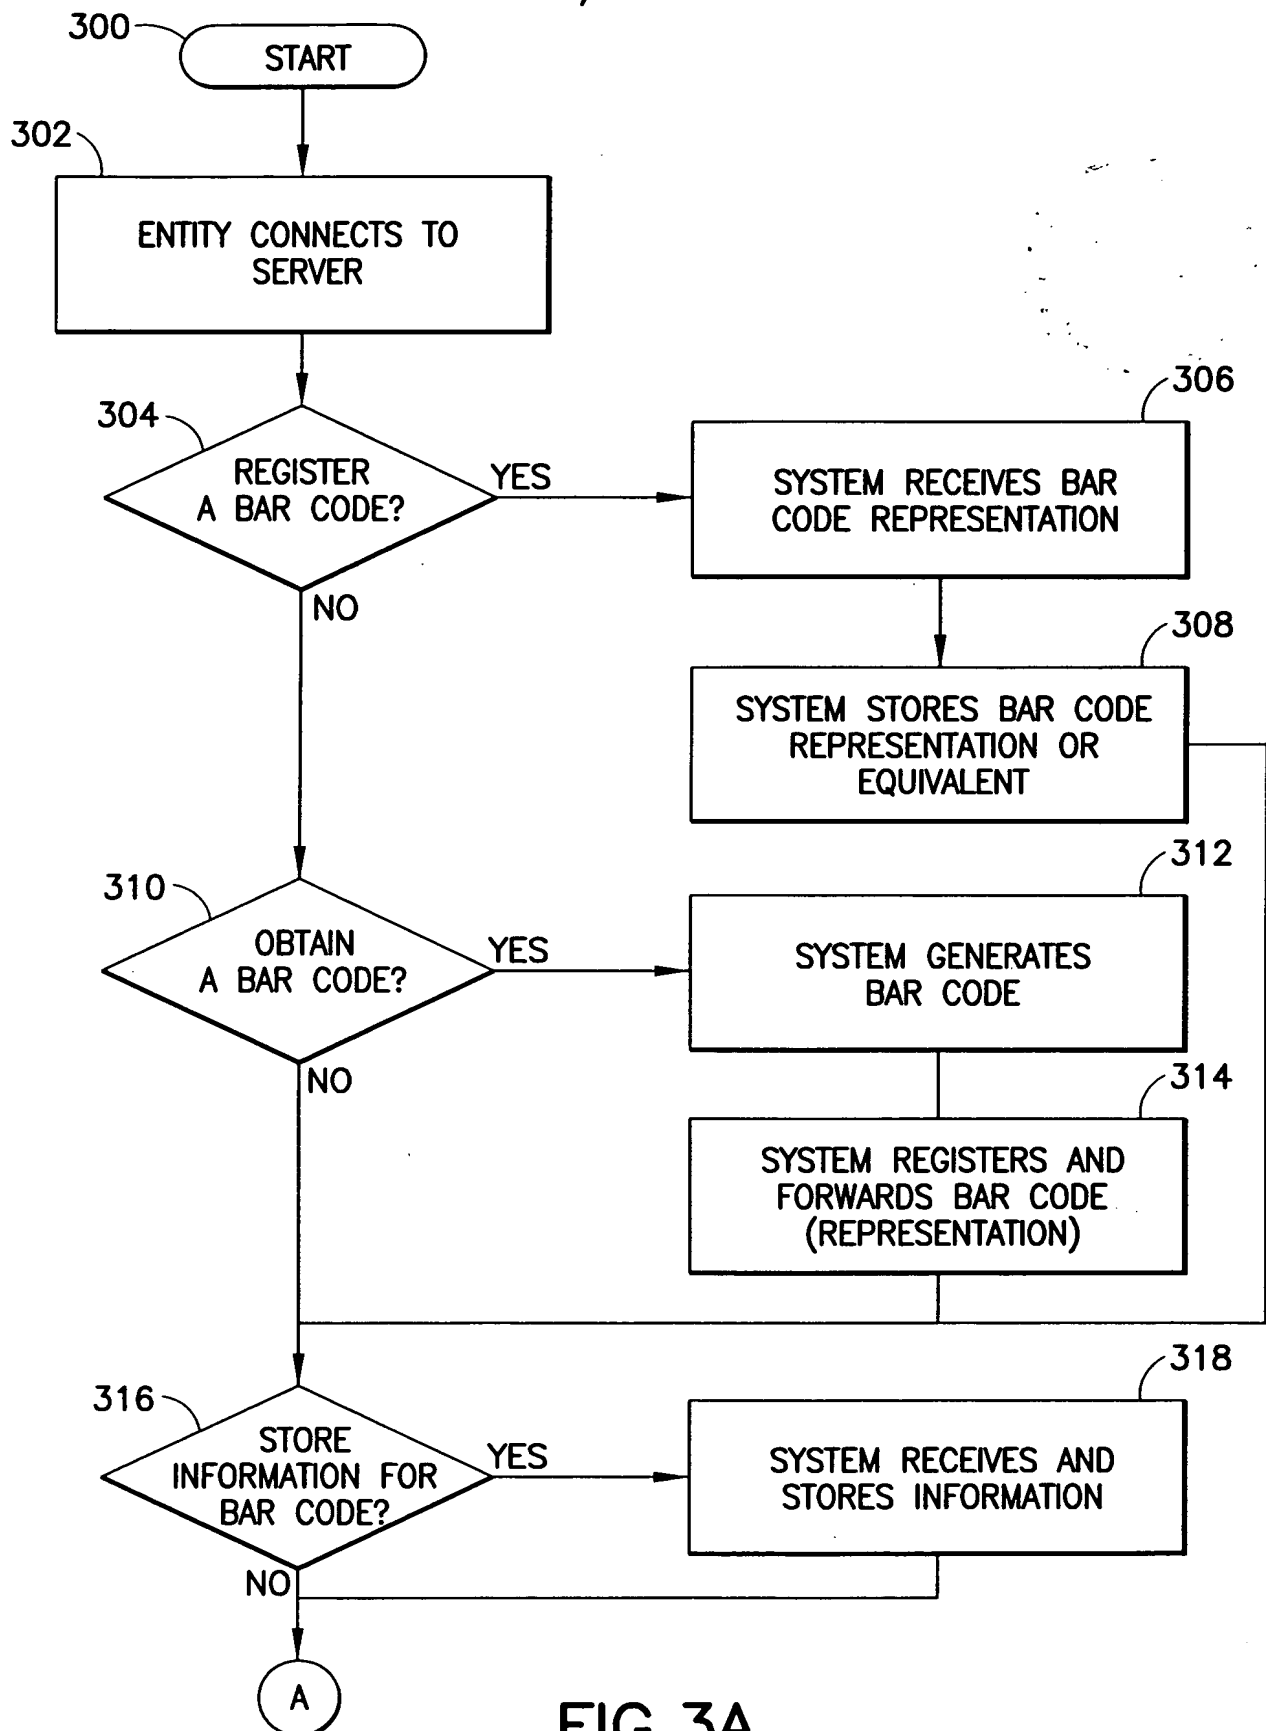 300
START
302
ENTITY CONNECTS TO
SERVER
304
REGISTER
A BAR CODE?
YES
NO
306
SYSTEM RECEIVES BAR
CODE REPRESENTATION
308
SYSTEM STORES BAR CODE
REPRESENTATION OR
EQUIVALENT
310
OBTAIN
A BAR CODE?
YES
NO
312
SYSTEM GENERATES
BAR CODE
314
SYSTEM REGISTERS AND
FORWARDS BAR CODE
(REPRESENTATION)
316
STORE
INFORMATION FOR
BAR CODE?
YES
NO
318
SYSTEM RECEIVES AND
STORES INFORMATION
A
FIG. 3A